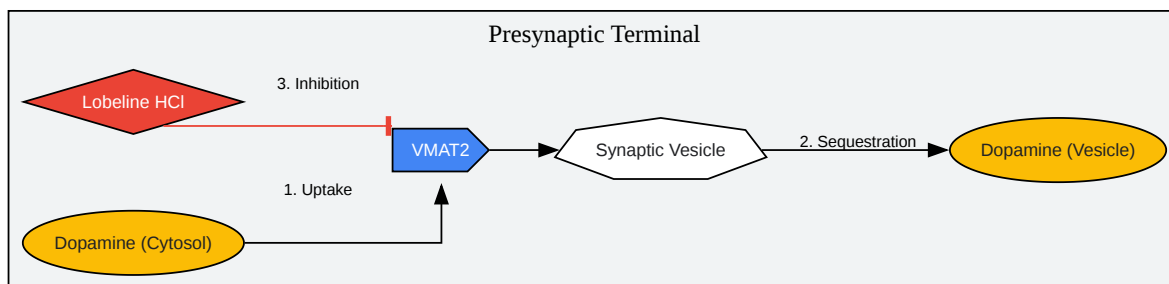 Presynaptic Terminal
3. Inhibition
Lobeline HCl
VMAT2
Synaptic Vesicle
2. Sequestration
Dopamine (Vesicle)
1. Uptake
Dopamine (Cytosol)